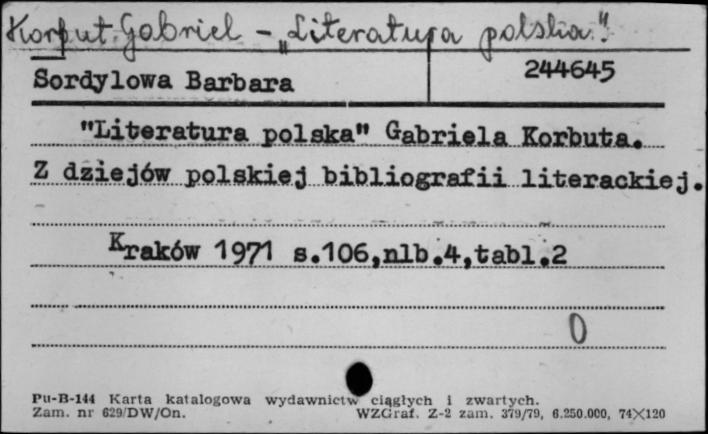 Korbut Gabriel - „Literatura polska".
Sordylowa Barbara
244645
"Literatura polska" Gabriela Korbuta.
Z dziejów polskiej bibliografii literackiej.
Kraków 1971 s.106,nlb.4,tabl.2
0
Pu-B-144 Karta katalogowa wydawnictw ciągłych i zwartych.
Zam. nr 629/DW/On. WZGraf. Z-2 zam. 379/79, 6.250.000, 74×120